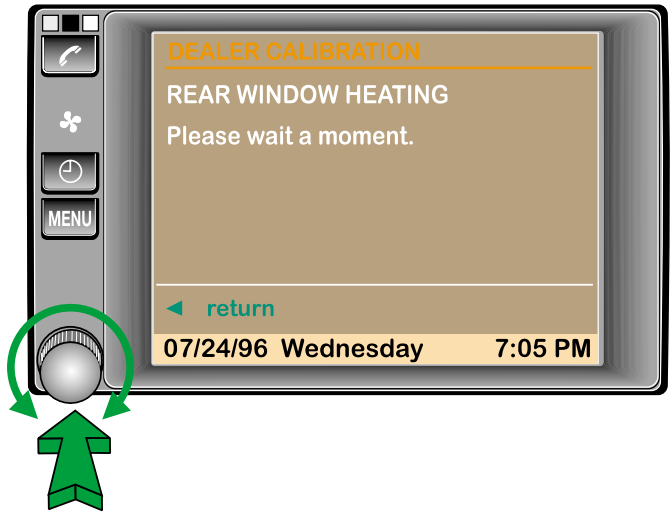 DEALER CALIBRATION
REAR WINDOW HEATING
Please wait a moment.
MENU
◄ return
07/24/96 Wednesday 7:05 PM